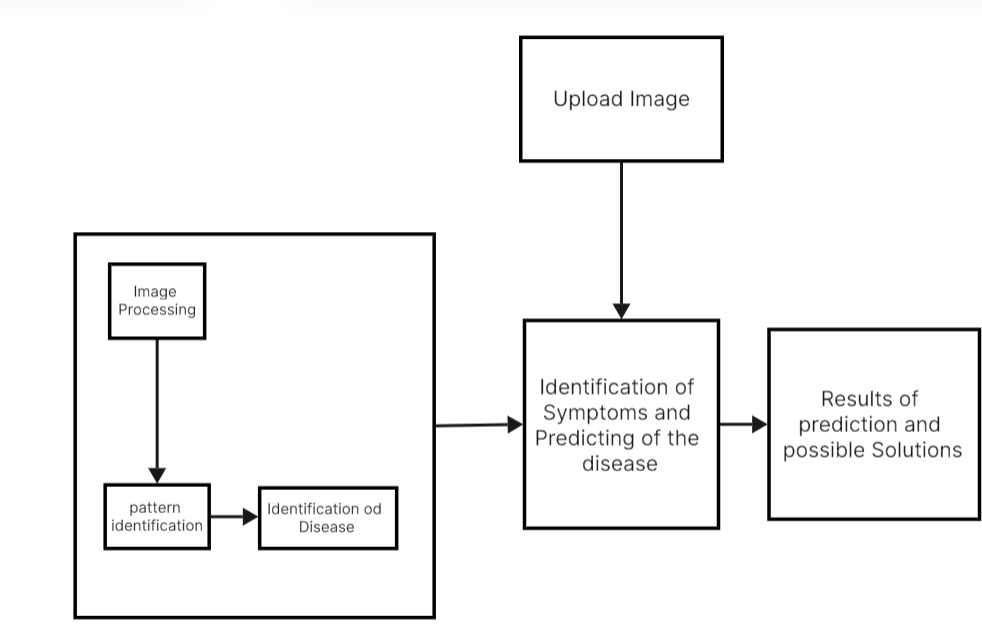 Upload Image
Image
Processing
pattern
identification
Identification od
Disease
Identification of
Symptoms and
Predicting of the
disease
Results of
prediction and
possible Solutions